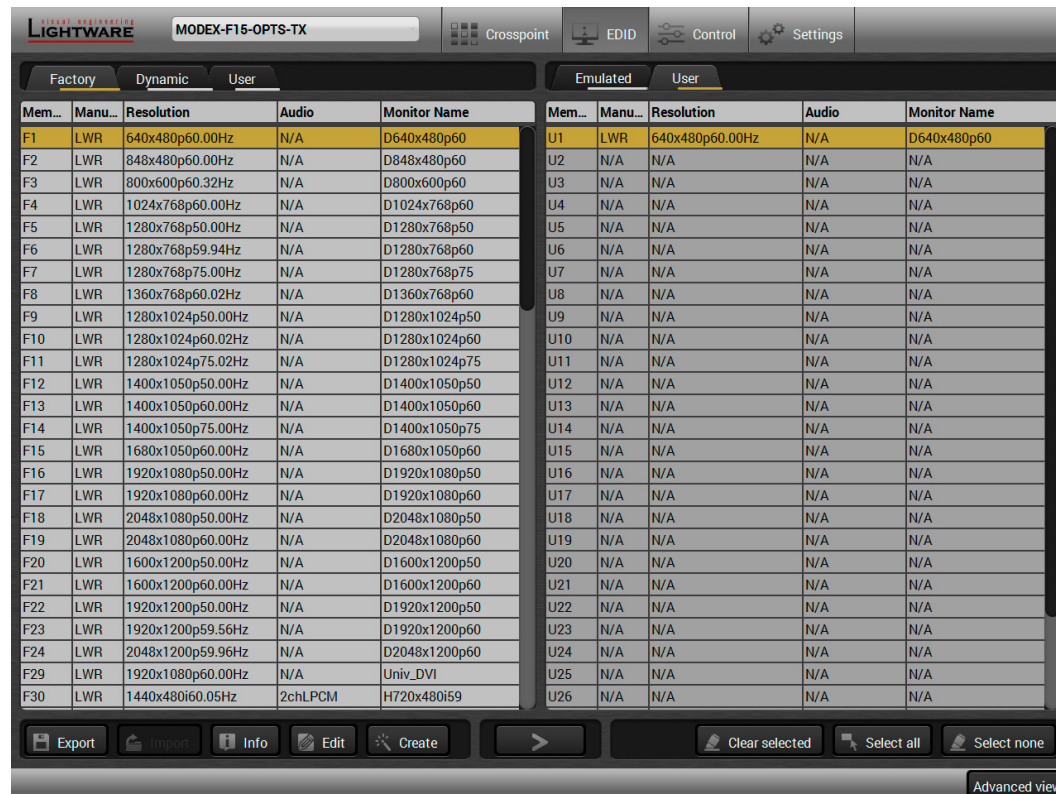 visual engineering
LIGHTWARE MODEX-F15-OPTS-TX Crosspoint EDID Control Settings
Factory Dynamic User Emulated User
Mem... Manu... Resolution Audio Monitor Name Mem... Manu... Resolution Audio Monitor Name
F1 LWR 640x480p60.00Hz N/A D640x480p60 U1 LWR 640x480p60.00Hz N/A D640x480p60
F2 LWR 848x480p60.00Hz N/A D848x480p60 U2 N/A N/A N/A N/A
F3 LWR 800x600p60.32Hz N/A D800x600p60 U3 N/A N/A N/A N/A
F4 LWR 1024x768p60.00Hz N/A D1024x768p60 U4 N/A N/A N/A N/A
F5 LWR 1280x768p50.00Hz N/A D1280x768p50 U5 N/A N/A N/A N/A
F6 LWR 1280x768p59.94Hz N/A D1280x768p60 U6 N/A N/A N/A N/A
F7 LWR 1280x768p75.00Hz N/A D1280x768p75 U7 N/A N/A N/A N/A
F8 LWR 1360x768p60.02Hz N/A D1360x768p60 U8 N/A N/A N/A N/A
F9 LWR 1280x1024p50.00Hz N/A D1280x1024p50 U9 N/A N/A N/A N/A
F10 LWR 1280x1024p60.02Hz N/A D1280x1024p60 U10 N/A N/A N/A N/A
F11 LWR 1280x1024p75.02Hz N/A D1280x1024p75 U11 N/A N/A N/A N/A
F12 LWR 1400x1050p50.00Hz N/A D1400x1050p50 U12 N/A N/A N/A N/A
F13 LWR 1400x1050p60.00Hz N/A D1400x1050p60 U13 N/A N/A N/A N/A
F14 LWR 1400x1050p75.00Hz N/A D1400x1050p75 U14 N/A N/A N/A N/A
F15 LWR 1680x1050p60.00Hz N/A D1680x1050p60 U15 N/A N/A N/A N/A
F16 LWR 1920x1080p50.00Hz N/A D1920x1080p50 U16 N/A N/A N/A N/A
F17 LWR 1920x1080p60.00Hz N/A D1920x1080p60 U17 N/A N/A N/A N/A
F18 LWR 2048x1080p50.00Hz N/A D2048x1080p50 U18 N/A N/A N/A N/A
F19 LWR 2048x1080p60.00Hz N/A D2048x1080p60 U19 N/A N/A N/A N/A
F20 LWR 1600x1200p50.00Hz N/A D1600x1200p50 U20 N/A N/A N/A N/A
F21 LWR 1600x1200p60.00Hz N/A D1600x1200p60 U21 N/A N/A N/A N/A
F22 LWR 1920x1200p50.00Hz N/A D1920x1200p50 U22 N/A N/A N/A N/A
F23 LWR 1920x1200p59.56Hz N/A D1920x1200p60 U23 N/A N/A N/A N/A
F24 LWR 2048x1200p59.96Hz N/A D2048x1200p60 U24 N/A N/A N/A N/A
F29 LWR 1920x1080p60.00Hz N/A Univ_DVI U25 N/A N/A N/A N/A
F30 LWR 1440x480i60.05Hz 2chLPCM H720x480i59 U26 N/A N/A N/A N/A
Export Import Info Edit Create > Clear selected Select all Select none
Advanced view